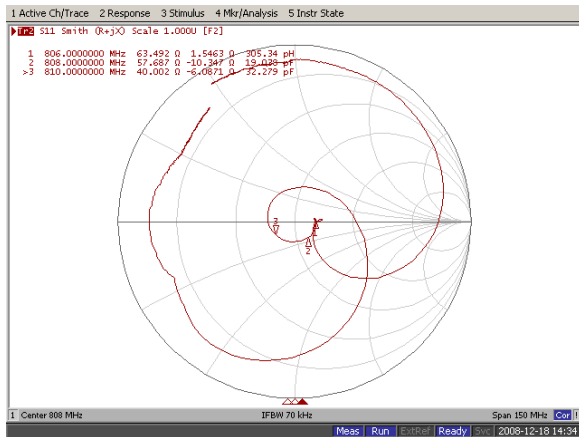 1 Active Ch/Trace 2 Response 3 Stimulus 4 Mkr/Analysis 5 Instr State
Tr2 S11 Smith (R+jX) Scale 1.000U [F2]
1 806.0000000 MHz 63.492 Ω 1.5463 Ω 305.34 pH
2 808.0000000 MHz 57.687 Ω -10.347 Ω 19.038 pF
>3 810.0000000 MHz 40.002 Ω -6.0871 Ω 32.279 pF
3
1
2
1 Center 808 MHz IFBW 70 kHz Span 150 MHz Cor !
Meas Run ExtRef Ready Svc 2008-12-18 14:34